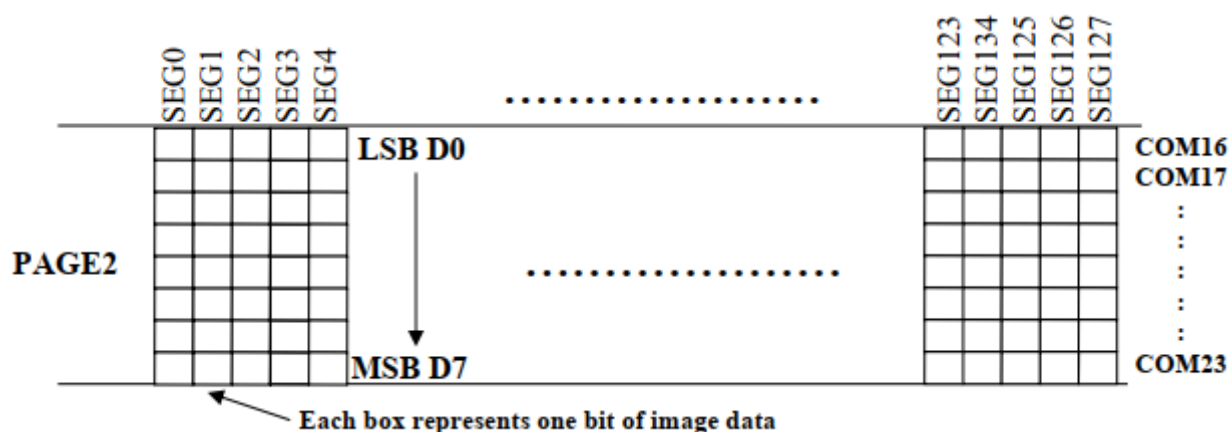 SEG0
SEG1
SEG2
SEG3
SEG4
SEG123
SEG134
SEG125
SEG126
SEG127
LSB D0
COM16
COM17
PAGE2
MSB D7
COM23
Each box represents one bit of image data